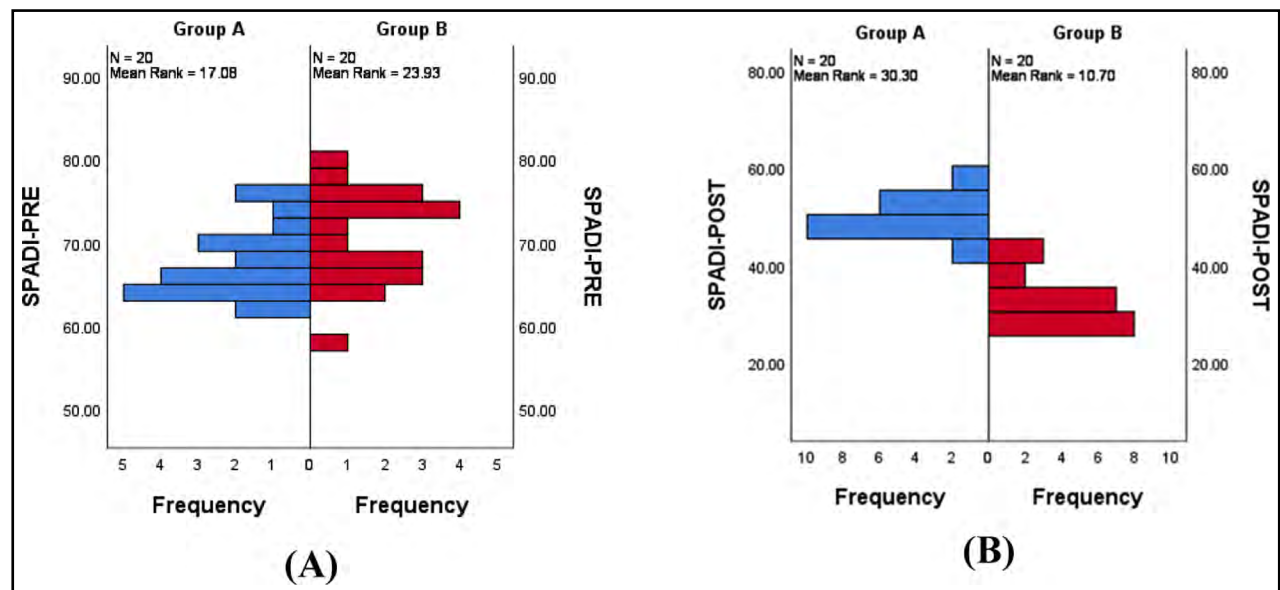 Group A Group B
N = 20 N = 20
Mean Rank = 17.08 Mean Rank = 23.93
90.00 90.00
80.00 80.00
70.00 70.00
60.00 60.00
50.00 50.00
SPADI-PRE
SPADI-PRE
5 4 3 2 1 0 1 2 3 4 5
Frequency Frequency
(A)
Group A Group B
N = 20 N = 20
Mean Rank = 30.30 Mean Rank = 10.70
80.00 80.00
60.00 60.00
40.00 40.00
20.00 20.00
SPADI-POST
SPADI-POST
10 8 6 4 2 0 2 4 6 8 10
Frequency Frequency
(B)